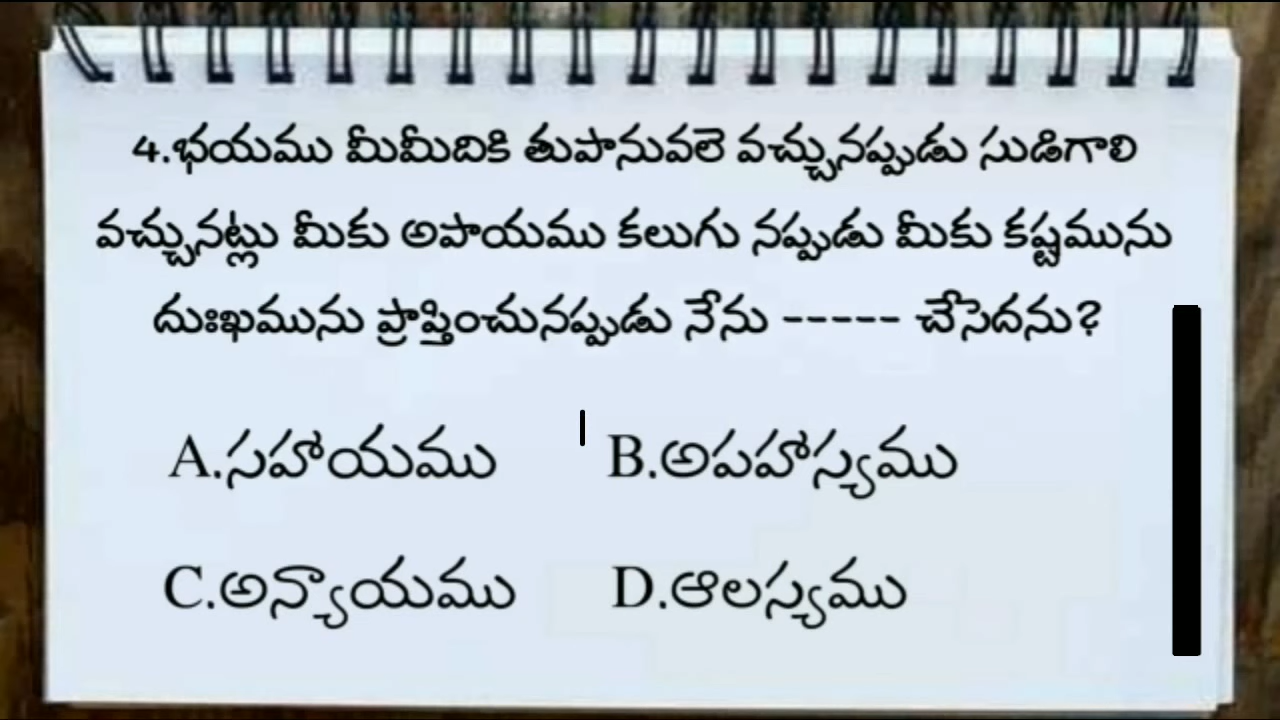 4.భయము మీమీదికి తుపానువలె వచ్చునప్పుడు సుడిగాలి
వచ్చునట్లు మీకు అపాయము కలుగు నప్పుడు మీకు కష్టమును
దుఃఖమును ప్రాప్తించునప్పుడు నేను ----- చేసెదను?
A.సహాయము B.అపహాస్యము
C.అన్యాయము D.ఆలస్యము